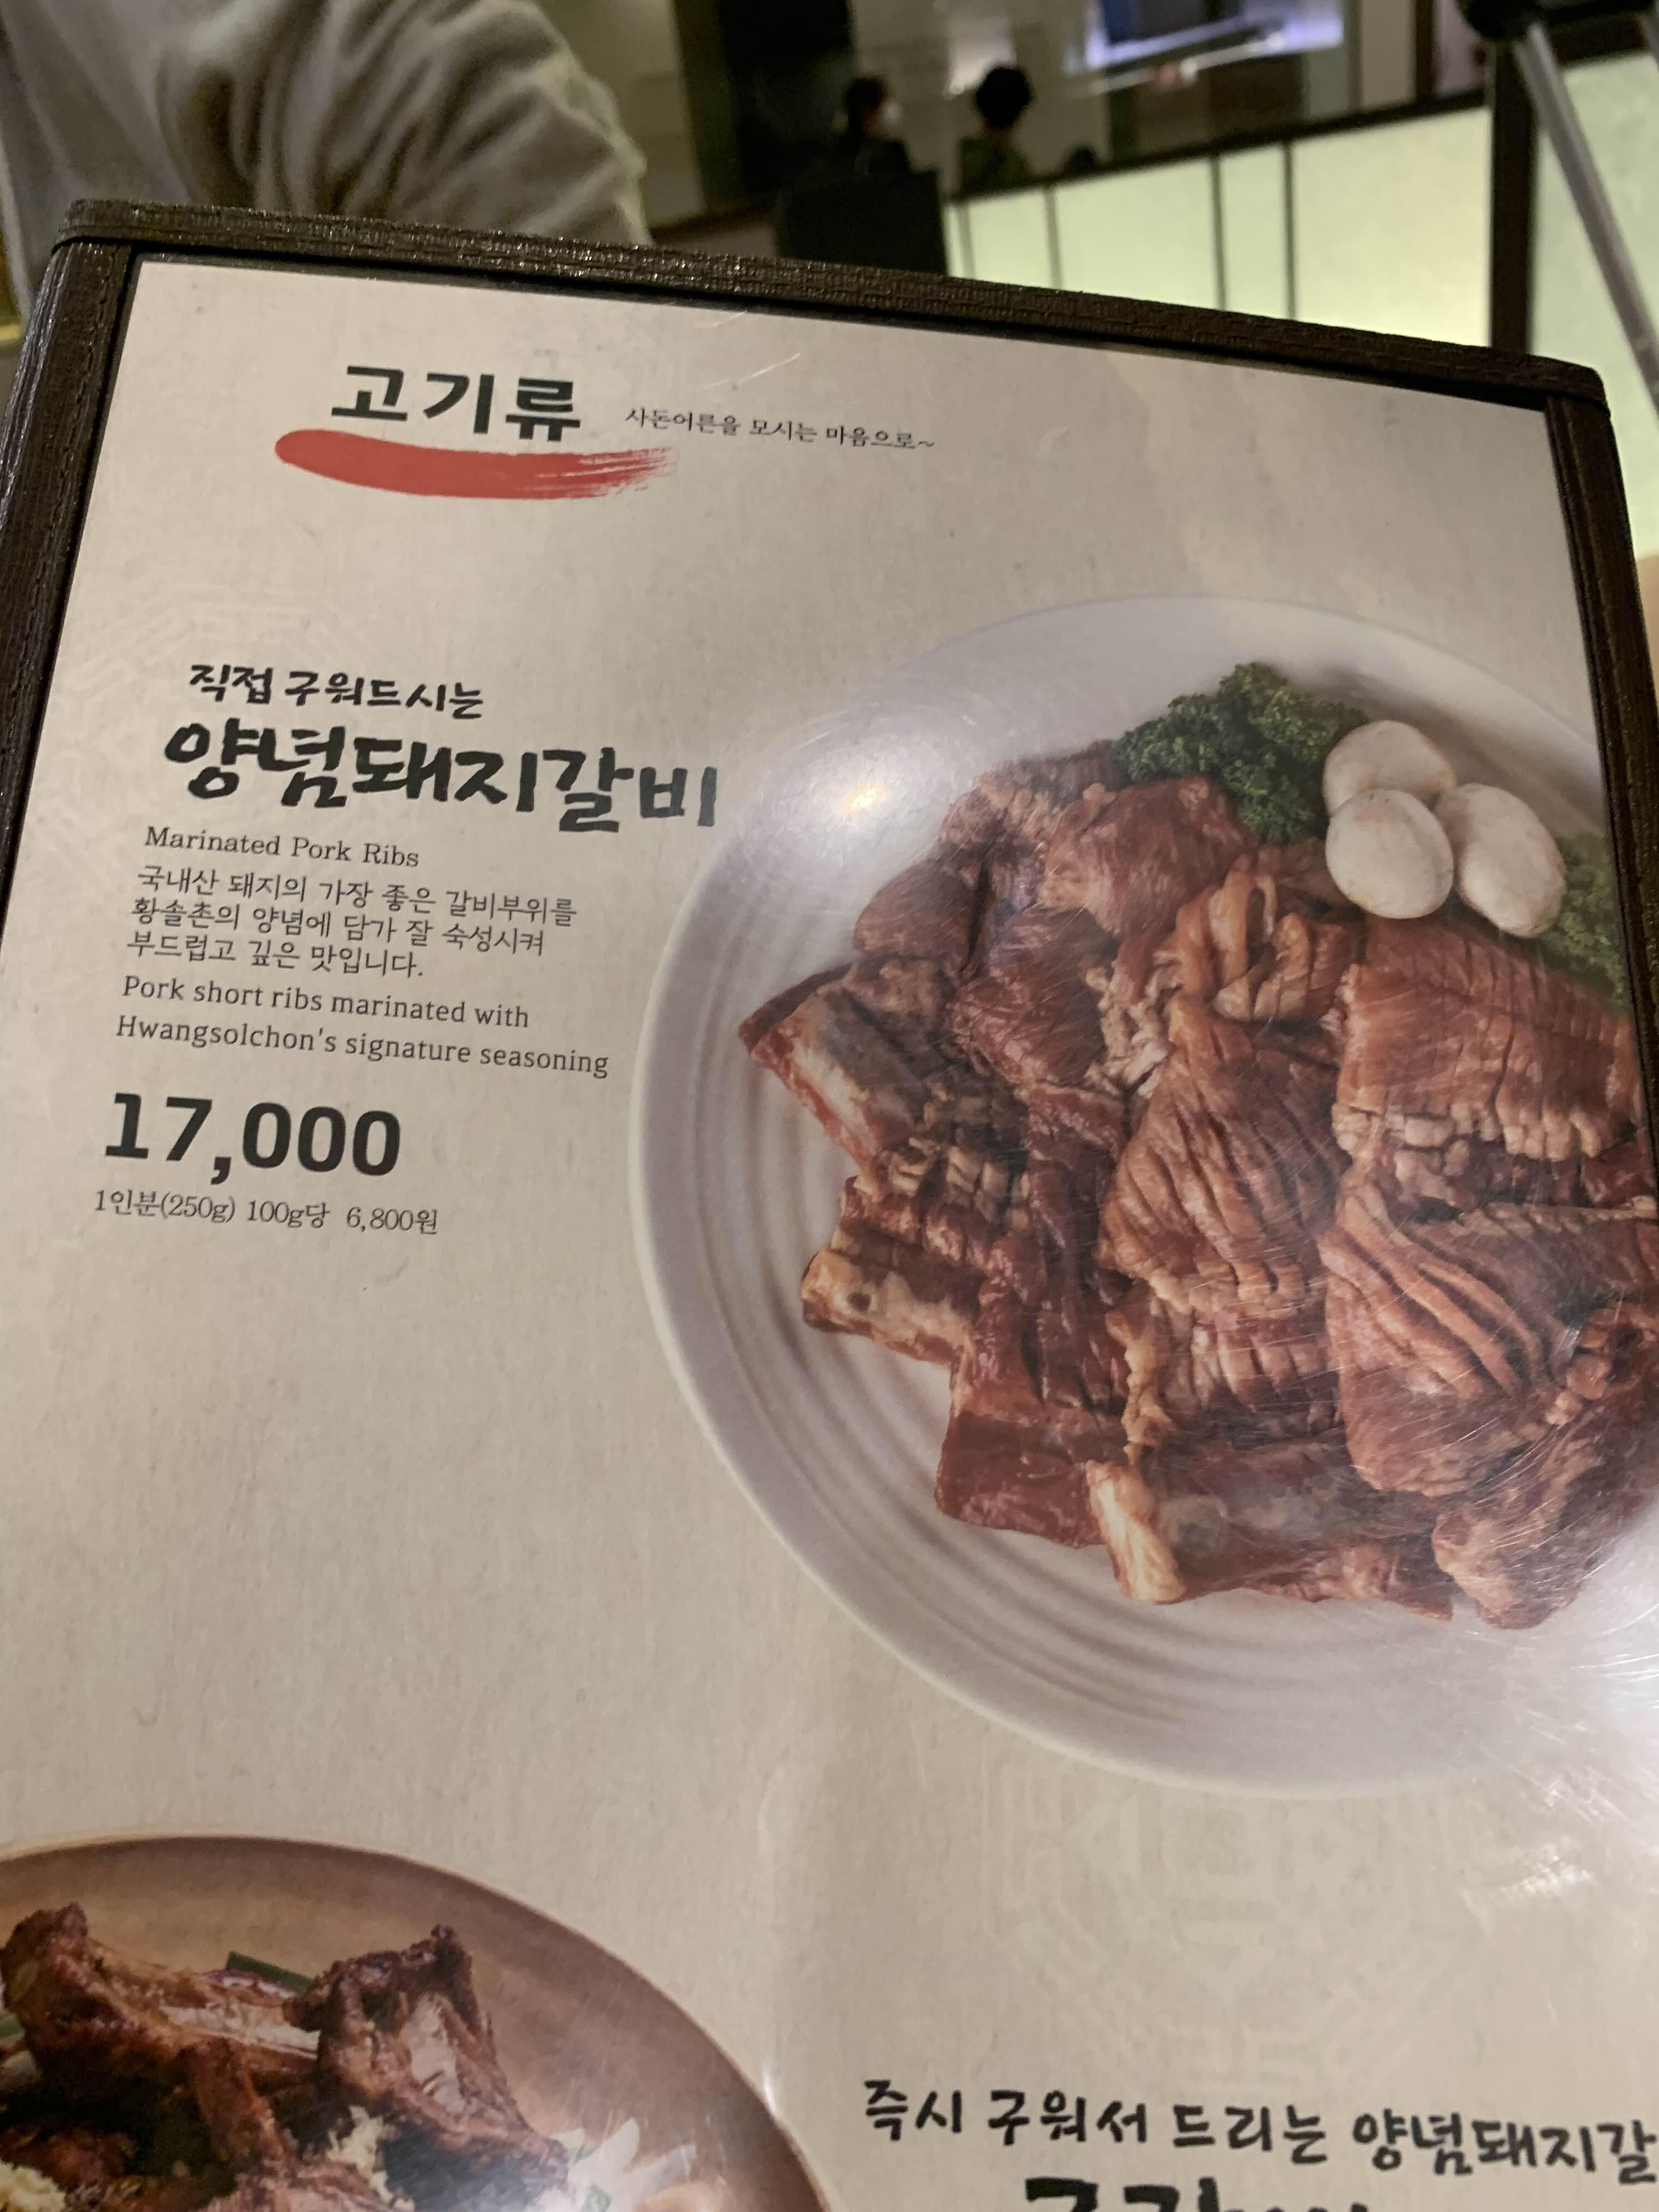 고기류
사돈어른을 모시는 마음으로~
직접 구워드시는
양념돼지갈비
Marinated Pork Ribs
국내산 돼지의 가장 좋은 갈비부위를
황솔촌의 양념에 담가 잘 숙성시켜
부드럽고 깊은 맛입니다.
Pork short ribs marinated with
Hwangsolchon's signature seasoning
17,000
1인분(250g) 100g당 6,800원
즉시 구워서 드리는 양념돼지갈